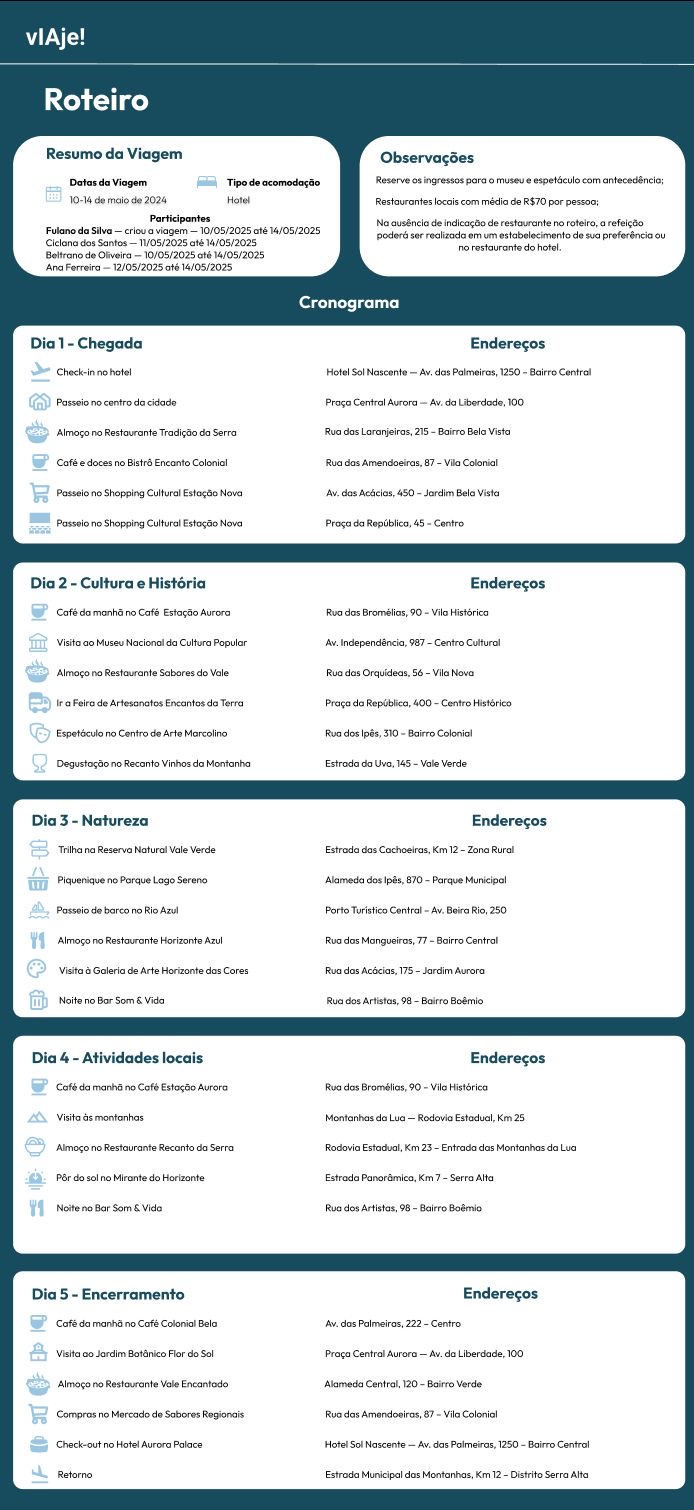 vIAje!
Roteiro
Resumo da Viagem
Datas da Viagem
10-14 de maio de 2024
Tipo de acomodação
Hotel
Participantes
Fulano da Silva — criou a viagem — 10/05/2025 até 14/05/2025
Ciclana dos Santos — 11/05/2025 até 14/05/2025
Beltrano de Oliveira — 10/05/2025 até 14/05/2025
Ana Ferreira — 12/05/2025 até 14/05/2025
Observações
Reserve os ingressos para o museu e espetáculo com antecedência;
Restaurantes locais com média de R$70 por pessoa;
Na ausência de indicação de restaurante no roteiro, a refeição
poderá ser realizada em um estabelecimento de sua preferência ou
no restaurante do hotel.
Cronograma
Dia 1 - Chegada Endereços
Check-in no hotel Hotel Sol Nascente — Av. das Palmeiras, 1250 – Bairro Central
Passeio no centro da cidade Praça Central Aurora — Av. da Liberdade, 100
Almoço no Restaurante Tradição da Serra Rua das Laranjeiras, 215 – Bairro Bela Vista
Café e doces no Bistrô Encanto Colonial Rua das Amendoeiras, 87 – Vila Colonial
Passeio no Shopping Cultural Estação Nova Av. das Acácias, 450 – Jardim Bela Vista
Passeio no Shopping Cultural Estação Nova Praça da República, 45 – Centro
Dia 2 - Cultura e História Endereços
Café da manhã no Café Estação Aurora Rua das Bromélias, 90 – Vila Histórica
Visita ao Museu Nacional da Cultura Popular Av. Independência, 987 – Centro Cultural
Almoço no Restaurante Sabores do Vale Rua das Orquídeas, 56 – Vila Nova
Ir a Feira de Artesanatos Encantos da Terra Praça da República, 400 – Centro Histórico
Espetáculo no Centro de Arte Marcolino Rua dos Ipês, 310 – Bairro Colonial
Degustação no Recanto Vinhos da Montanha Estrada da Uva, 145 – Vale Verde
Dia 3 - Natureza Endereços
Trilha na Reserva Natural Vale Verde Estrada das Cachoeiras, Km 12 – Zona Rural
Piquenique no Parque Lago Sereno Alameda dos Ipês, 870 – Parque Municipal
Passeio de barco no Rio Azul Porto Turístico Central – Av. Beira Rio, 250
Almoço no Restaurante Horizonte Azul Rua das Mangueiras, 77 – Bairro Central
Visita à Galeria de Arte Horizonte das Cores Rua das Acácias, 175 – Jardim Aurora
Noite no Bar Som & Vida Rua dos Artistas, 98 – Bairro Boêmio
Dia 4 - Atividades locais Endereços
Café da manhã no Café Estação Aurora Rua das Bromélias, 90 – Vila Histórica
Visita às montanhas Montanhas da Lua — Rodovia Estadual, Km 25
Almoço no Restaurante Recanto da Serra Rodovia Estadual, Km 23 – Entrada das Montanhas da Lua
Pôr do sol no Mirante do Horizonte Estrada Panorâmica, Km 7 – Serra Alta
Noite no Bar Som & Vida Rua dos Artistas, 98 – Bairro Boêmio
Dia 5 - Encerramento Endereços
Café da manhã no Café Colonial Bela Av. das Palmeiras, 222 – Centro
Visita ao Jardim Botânico Flor do Sol Praça Central Aurora — Av. da Liberdade, 100
Almoço no Restaurante Vale Encantado Alameda Central, 120 – Bairro Verde
Compras no Mercado de Sabores Regionais Rua das Amendoeiras, 87 – Vila Colonial
Check-out no Hotel Aurora Palace Hotel Sol Nascente — Av. das Palmeiras, 1250 – Bairro Central
Retorno Estrada Municipal das Montanhas, Km 12 – Distrito Serra Alta